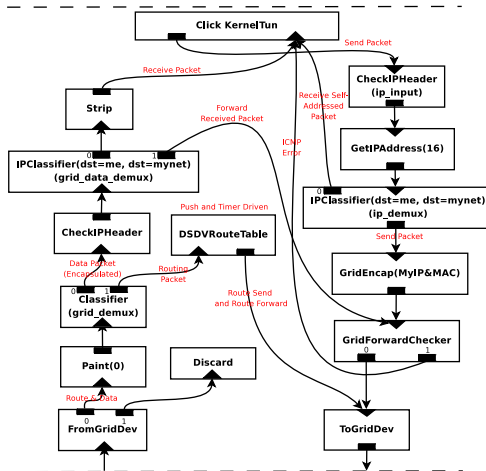 Click KernelTun
Send Packet
Receive Packet
CheckIPHeader
(ip_input)
Strip
Receive Self-
Addressed
Packet
Forward
Received Packet
ICMP
Error
GetIPAddress(16)
0
1
IPClassifier(dst=me, dst=mynet)
(grid_data_demux)
0
IPClassifier(dst=me, dst=mynet)
(ip_demux)
Push and Timer Driven
CheckIPHeader
DSDVRouteTable
Send Packet
Data Packet
(Encapsulated)
Routing
Packet
GridEncap(MyIP&MAC)
0
1
Classifier
(grid_demux)
Route Send
and Route Forward
GridForwardChecker
0
1
Paint(0)
Discard
Route & Data
0
1
FromGridDev
ToGridDev